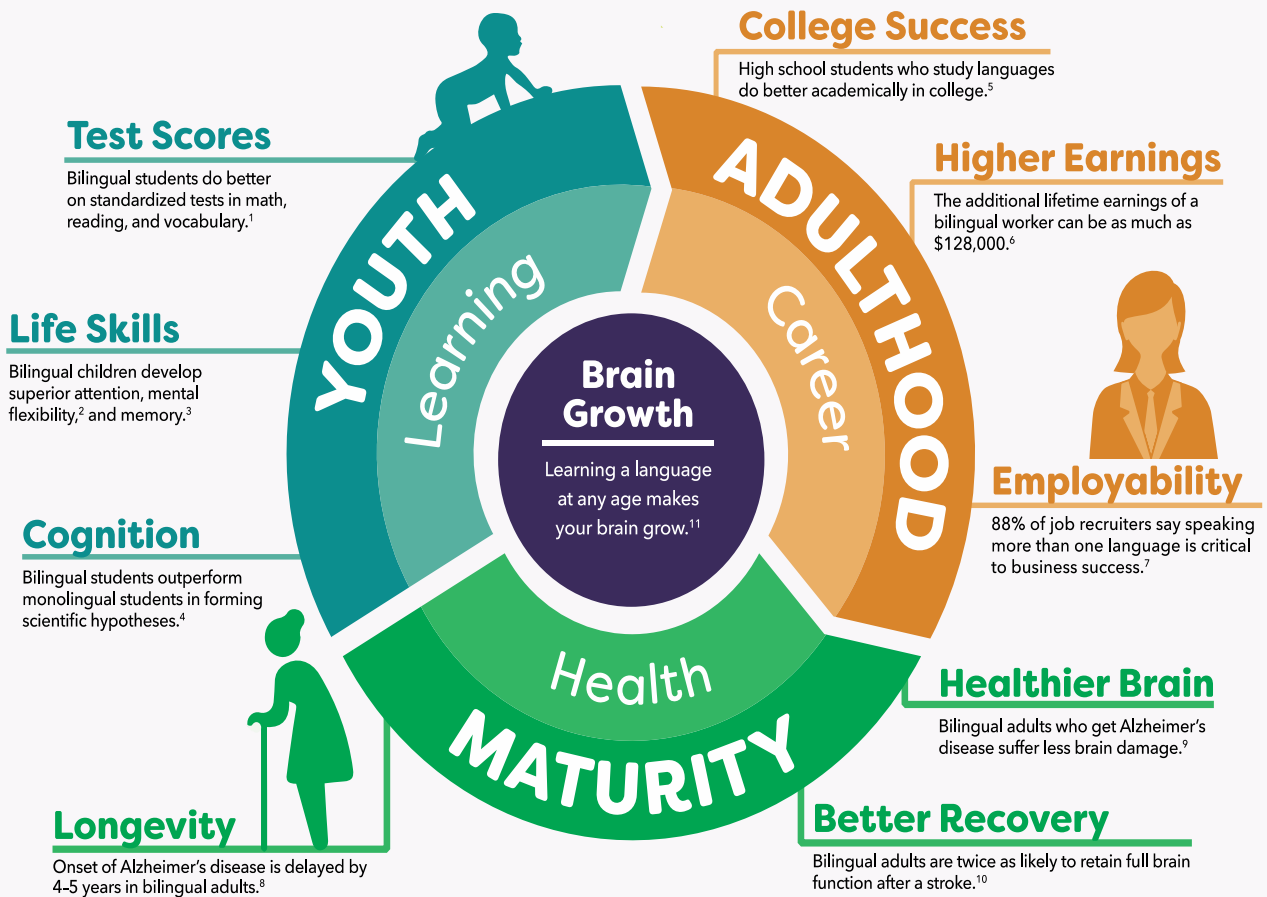 Test Scores
Bilingual students do better
on standardized tests in math,
reading, and vocabulary.¹
Life Skills
Bilingual children develop
superior attention, mental
flexibility,² and memory.³
Cognition
Bilingual students outperform
monolingual students in forming
scientific hypotheses.⁴
YOUTH
Learning
College Success
High school students who study languages
do better academically in college.⁵
Higher Earnings
The additional lifetime earnings of a
bilingual worker can be as much as
$128,000.⁶
Employability
88% of job recruiters say speaking
more than one language is critical
to business success.⁷
ADULTHOOD
Career
Brain
Growth
Learning a language
at any age makes
your brain grow.¹¹
Health
MATURITY
Longevity
Onset of Alzheimer's disease is delayed by
4–5 years in bilingual adults.⁸
Healthier Brain
Bilingual adults who get Alzheimer's
disease suffer less brain damage.⁹
Better Recovery
Bilingual adults are twice as likely to retain full brain
function after a stroke.¹⁰